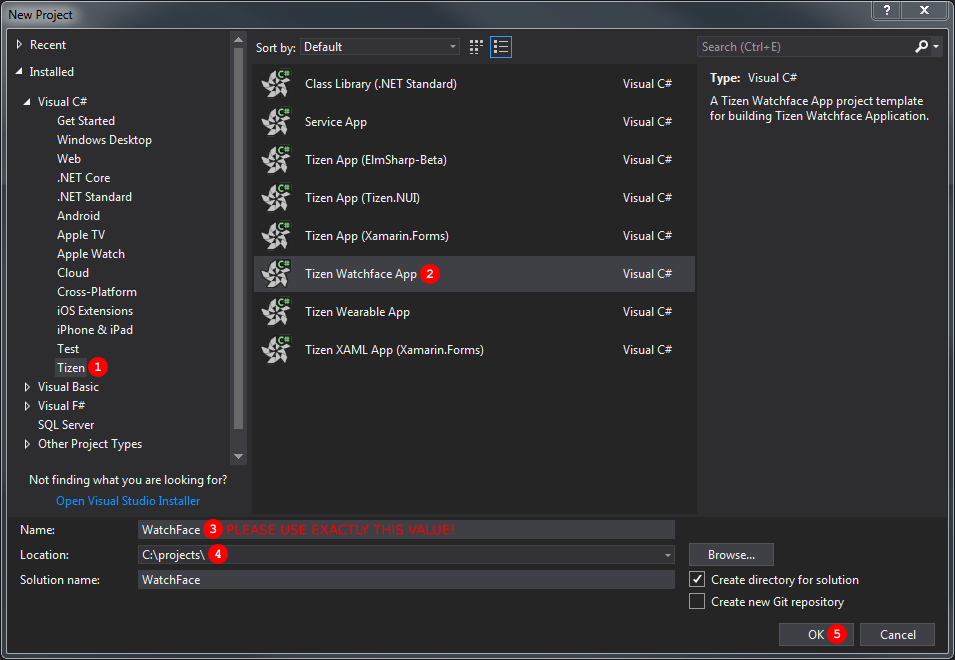 New Project
?
X
Recent
Installed
Visual C#
Get Started
Windows Desktop
Web
.NET Core
.NET Standard
Android
Apple TV
Apple Watch
Cloud
Cross-Platform
iOS Extensions
iPhone & iPad
Test
Tizen 1
Visual Basic
Visual F#
SQL Server
Other Project Types
Not finding what you are looking for?
Open Visual Studio Installer
Sort by: Default
C# Class Library (.NET Standard) Visual C#
C# Service App Visual C#
C# Tizen App (ElmSharp-Beta) Visual C#
C# Tizen App (Tizen.NUI) Visual C#
C# Tizen App (Xamarin.Forms) Visual C#
C# Tizen Watchface App 2 Visual C#
C# Tizen Wearable App Visual C#
C# Tizen XAML App (Xamarin.Forms) Visual C#
Search (Ctrl+E)
Type: Visual C#
A Tizen Watchface App project template
for building Tizen Watchface Application.
Name: WatchFace 3 PLEASE USE EXACTLY THIS VALUE!
Location: C:\projects\ 4
Browse...
Solution name: WatchFace
Create directory for solution
Create new Git repository
OK 5
Cancel